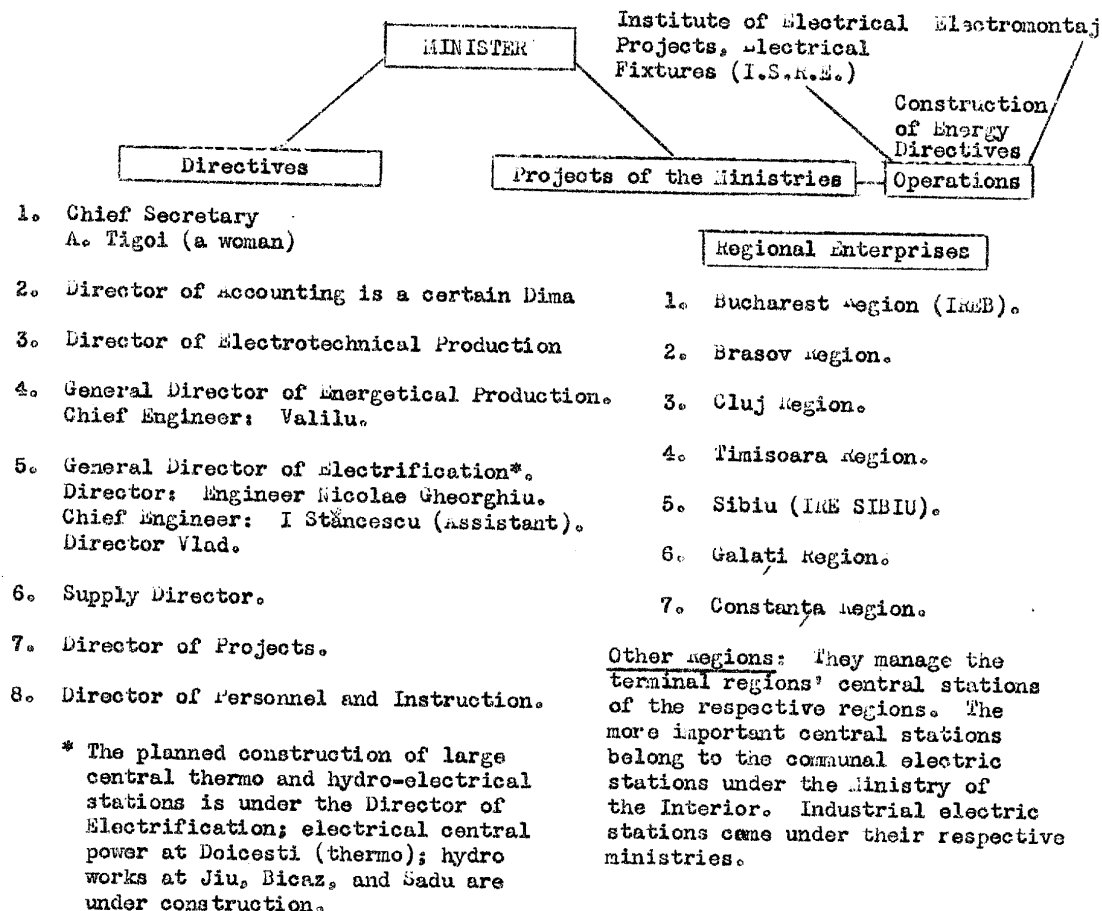 MINISTER
Institute of Electrical
Projects, Electrical
Fixtures (I.S.R.E.)
Electromontaj
Construction
of Energy
Directives
Directives
Projects of the Ministries
Operations
1. Chief Secretary
A. Tigoi (a woman)
2. Director of Accounting is a certain Dima
3. Director of Electrotechnical Production
4. General Director of Energetical Production.
Chief Engineer: Valilu.
5. General Director of Electrification*.
Director: Engineer Nicolae Gheorghiu.
Chief Engineer: I Stăncescu (Assistant).
Director Vlad.
6. Supply Director.
7. Director of Projects.
8. Director of Personnel and Instruction.
* The planned construction of large
central thermo and hydro-electrical
stations is under the Director of
Electrification; electrical central
power at Doicesti (thermo); hydro
works at Jiu, Bicaz, and Sadu are
under construction.
Regional Enterprises
1. Bucharest Region (IREB).
2. Brasov Region.
3. Cluj Region.
4. Timisoara Region.
5. Sibiu (IRE SIBIU).
6. Galați Region.
7. Constanța Region.
Other Regions: They manage the
terminal regions' central stations
of the respective regions. The
more important central stations
belong to the communal electric
stations under the Ministry of
the Interior. Industrial electric
stations come under their respective
ministries.